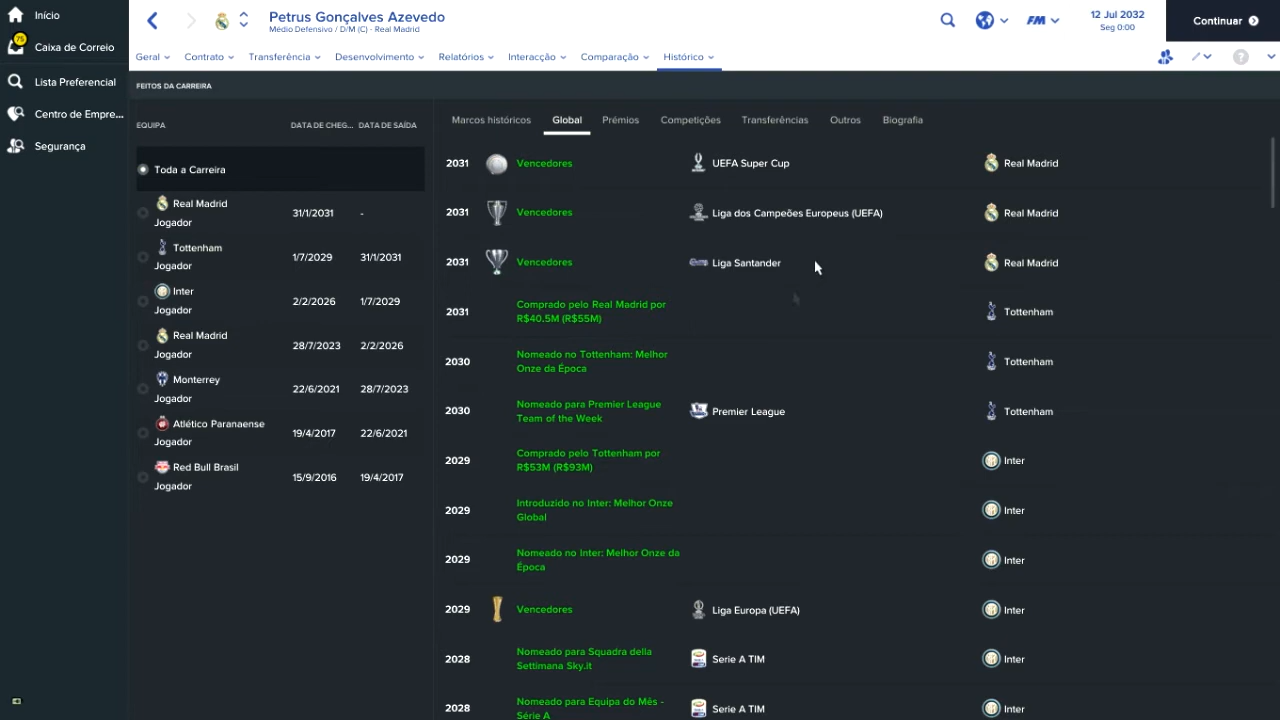 Início
75
Caixa de Correio
Lista Preferencial
Centro de Empre...
Segurança
Petrus Gonçalves Azevedo
Médio Defensivo / D/M (C) - Real Madrid
FM
12 Jul 2032
Seg 0:00
Continuar
Geral
Contrato
Transferência
Desenvolvimento
Relatórios
Interacção
Comparação
Histórico
?
FEITOS DA CARREIRA
EQUIPA DATA DE CHEG... DATA DE SAÍDA
Toda a Carreira
Real Madrid
Jogador
31/1/2031 -
Tottenham
Jogador
1/7/2029 31/1/2031
Inter
Jogador
2/2/2026 1/7/2029
Real Madrid
Jogador
28/7/2023 2/2/2026
Monterrey
Jogador
22/6/2021 28/7/2023
Atlético Paranaense
Jogador
19/4/2017 22/6/2021
Red Bull Brasil
Jogador
15/9/2016 19/4/2017
Marcos históricos Global Prémios Competições Transferências Outros Biografia
2031 Vencedores UEFA Super Cup Real Madrid
2031 Vencedores Liga dos Campeões Europeus (UEFA) Real Madrid
2031 Vencedores Liga Santander Real Madrid
2031 Comprado pelo Real Madrid por
R$40.5M (R$55M) Tottenham
2030 Nomeado no Tottenham: Melhor
Onze da Época Tottenham
2030 Nomeado para Premier League
Team of the Week Premier League Tottenham
2029 Comprado pelo Tottenham por
R$53M (R$93M) Inter
2029 Introduzido no Inter: Melhor Onze
Global Inter
2029 Nomeado no Inter: Melhor Onze da
Época Inter
2029 Vencedores Liga Europa (UEFA) Inter
2028 Nomeado para Squadra della
Settimana Sky.it Serie A TIM Inter
2028 Nomeado para Equipa do Mês -
Série A Serie A TIM Inter